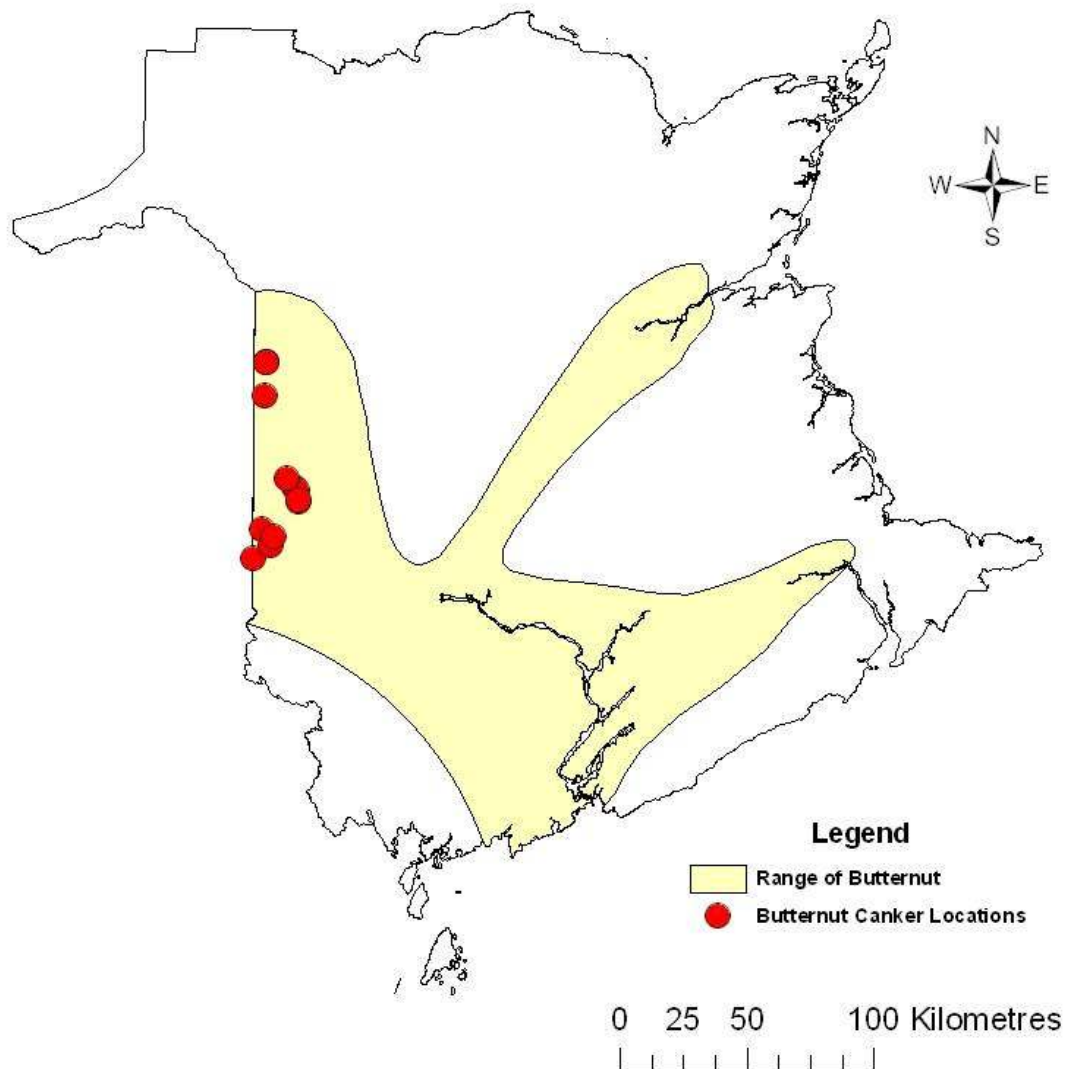 N
W E
S
Legend
Range of Butternut
Butternut Canker Locations
0 25 50 100 Kilometres